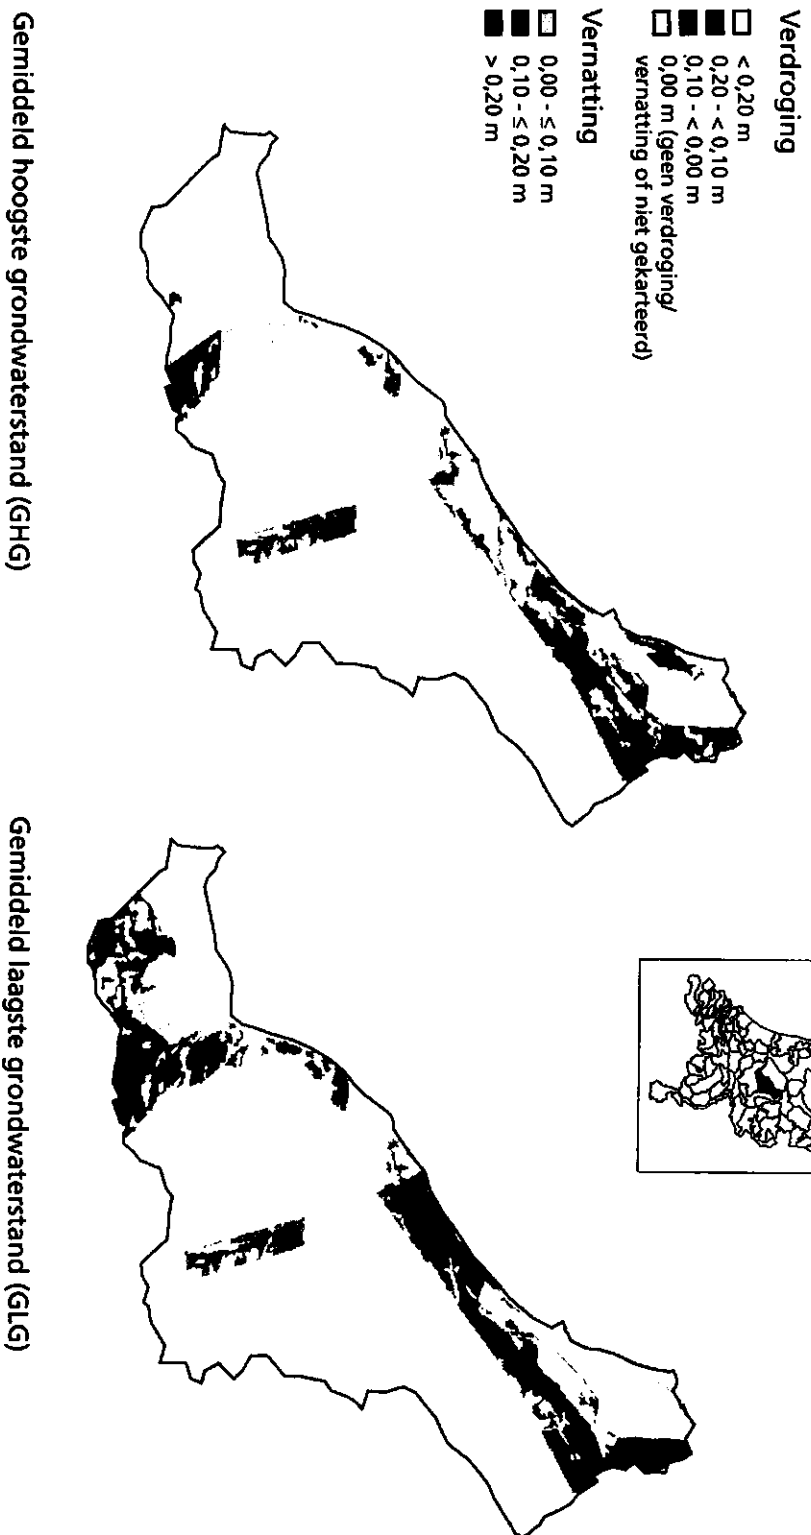 Verdroging
< 0,20 m
0,20 - < 0,10 m
0,10 - < 0,00 m
0,00 m (geen verdroging/
vernatting of niet gekarteerd)
Vernatting
0,00 - ≤ 0,10 m
0,10 - ≤ 0,20 m
> 0,20 m
Gemiddeld hoogste grondwaterstand (GHG)
Gemiddeld laagste grondwaterstand (GLG)